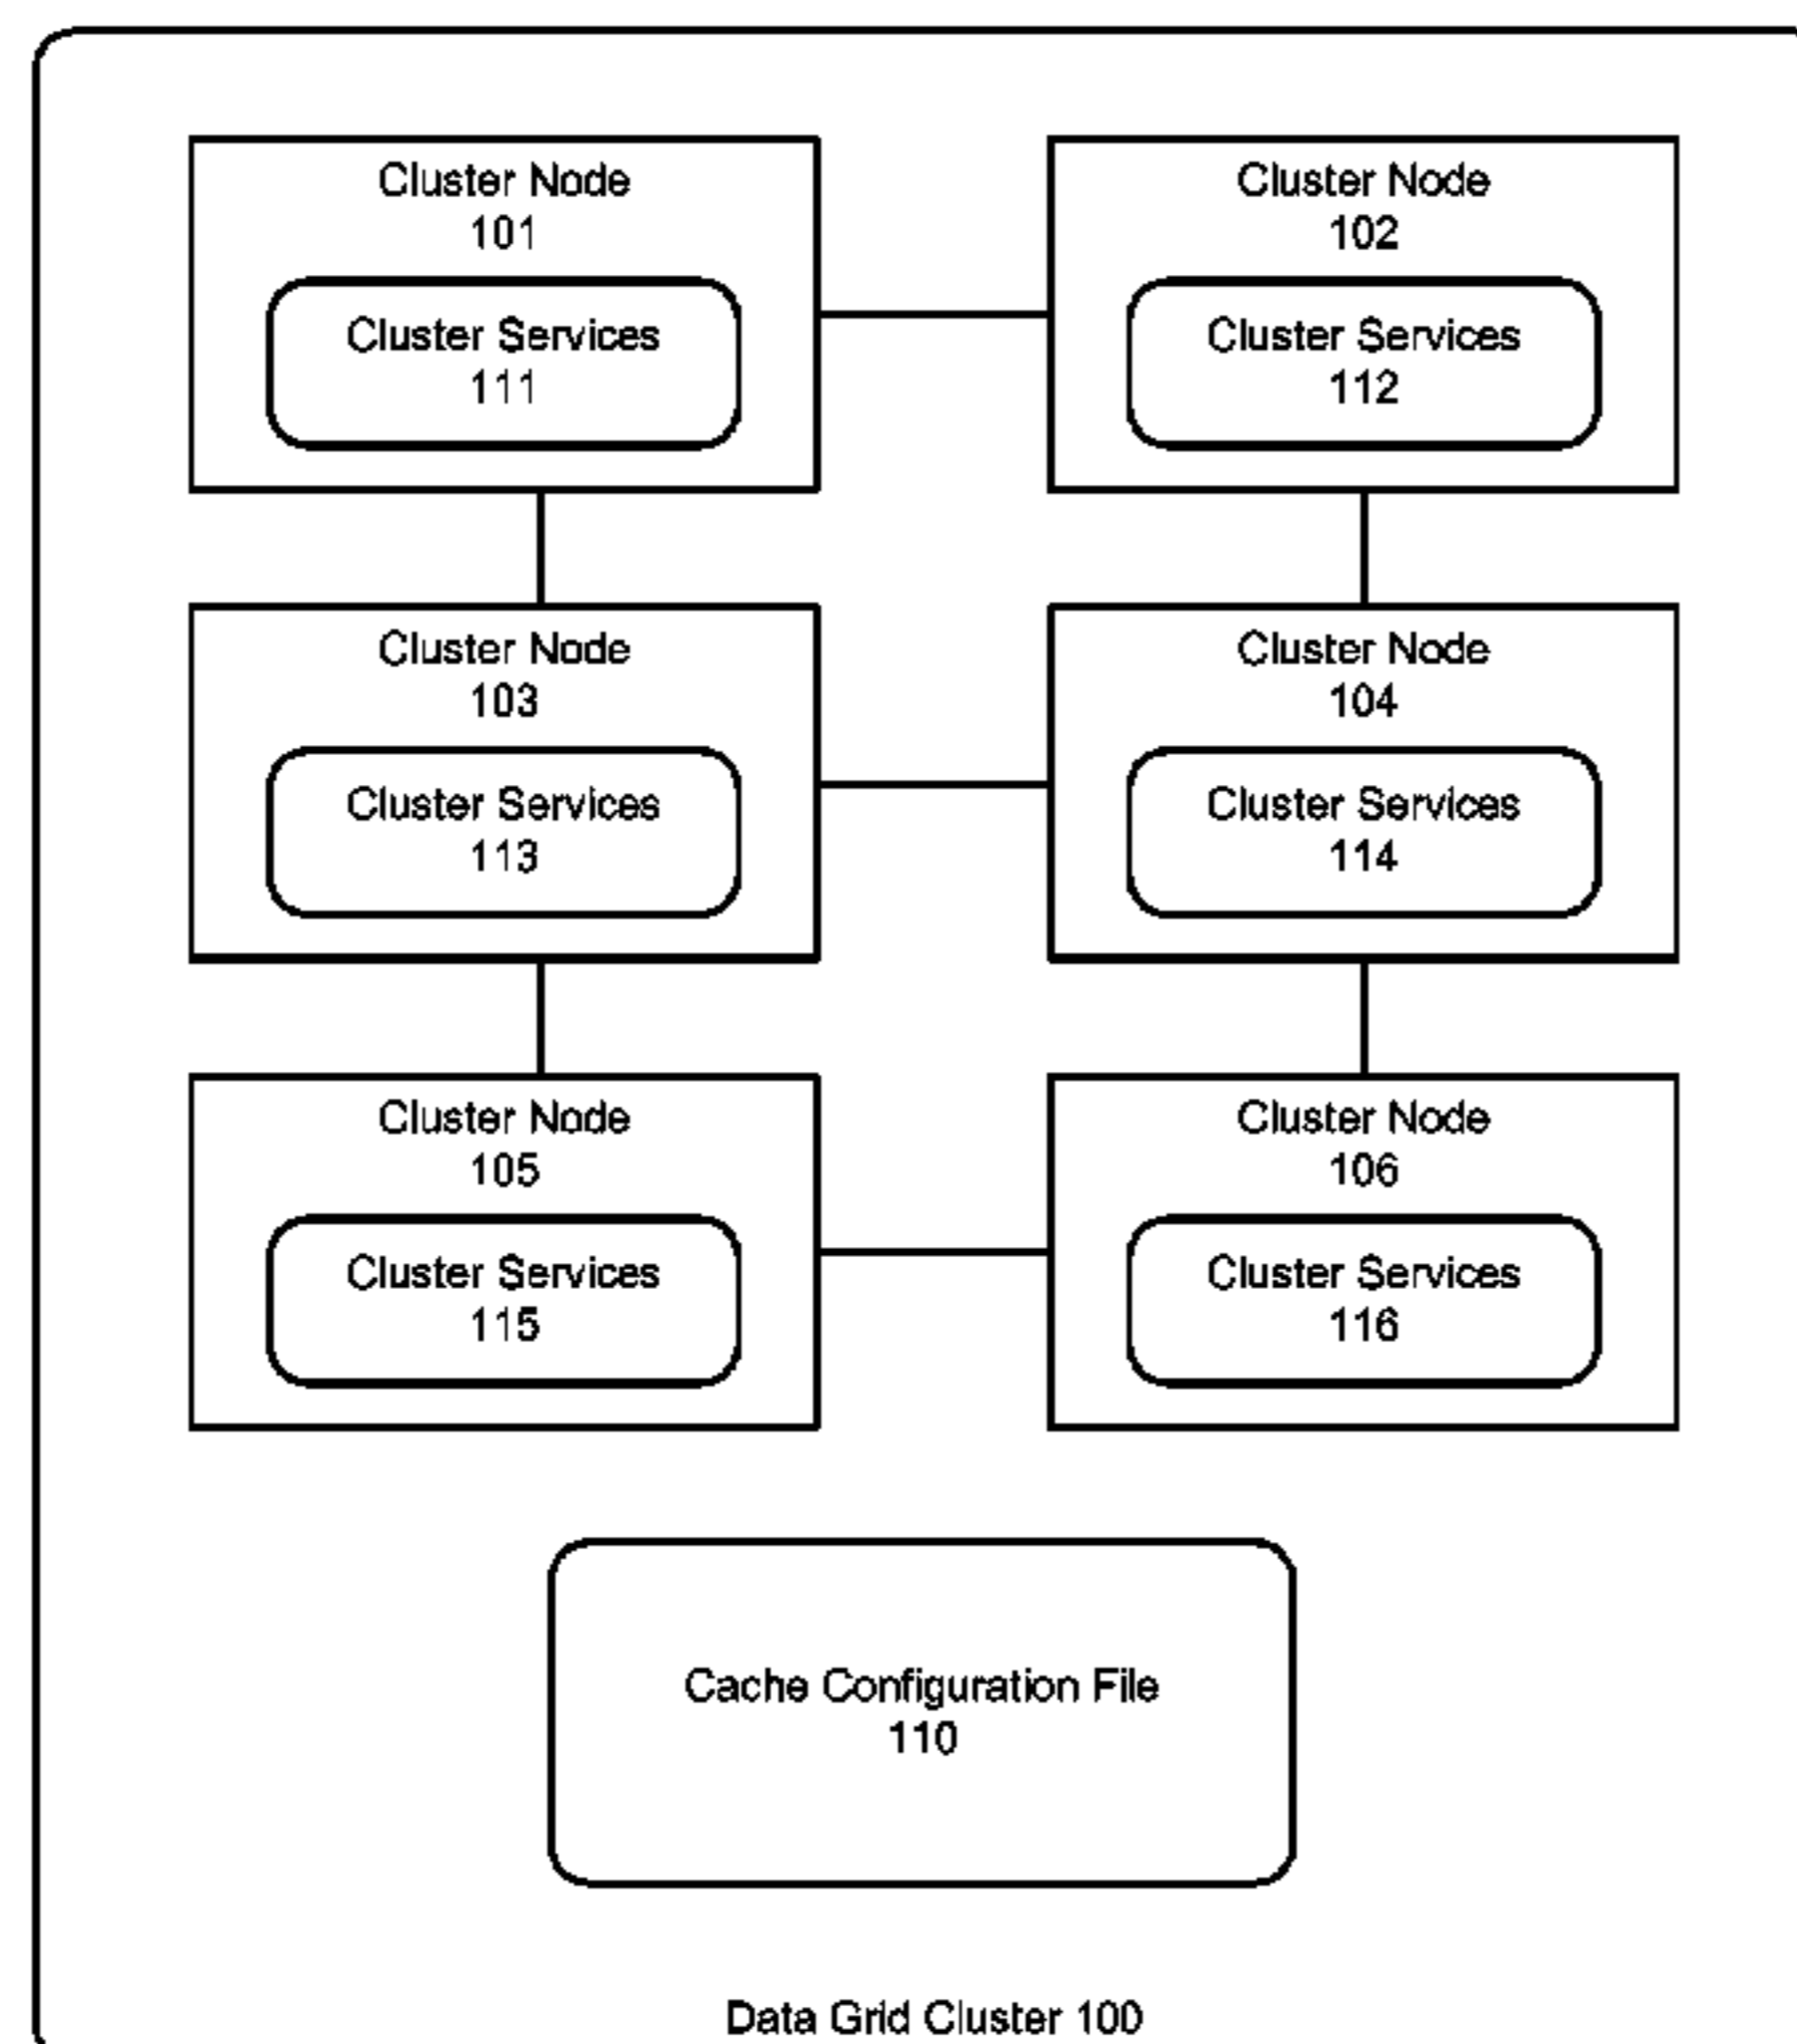 Cluster Node
101
Cluster Services
111
Cluster Node
102
Cluster Services
112
Cluster Node
103
Cluster Services
113
Cluster Node
104
Cluster Services
114
Cluster Node
105
Cluster Services
115
Cluster Node
106
Cluster Services
116
Cache Configuration File
110
Data Grid Cluster 100